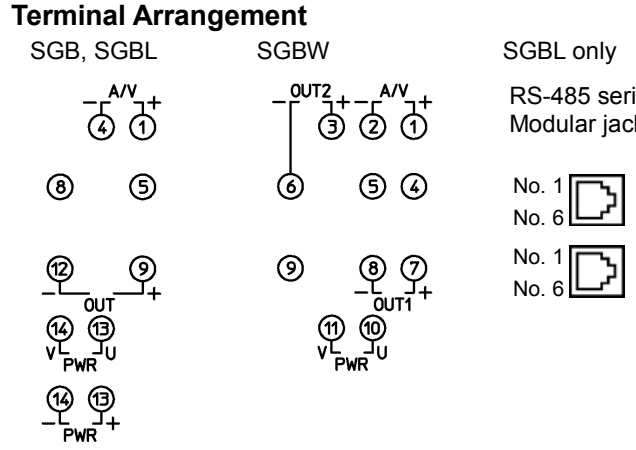 Terminal Arrangement
SGB, SGBL
SGBW
SGBL only
- A/V +
4 1
8 5
12 9
- OUT +
14 13
V PWR U
14 13
- PWR +
- OUT2 + - A/V +
3 2 1
6 5 4
9 8 7
- OUT1 +
11 10
V PWR U
RS-485
Modular
No. 1
No. 6
No. 1
No. 6